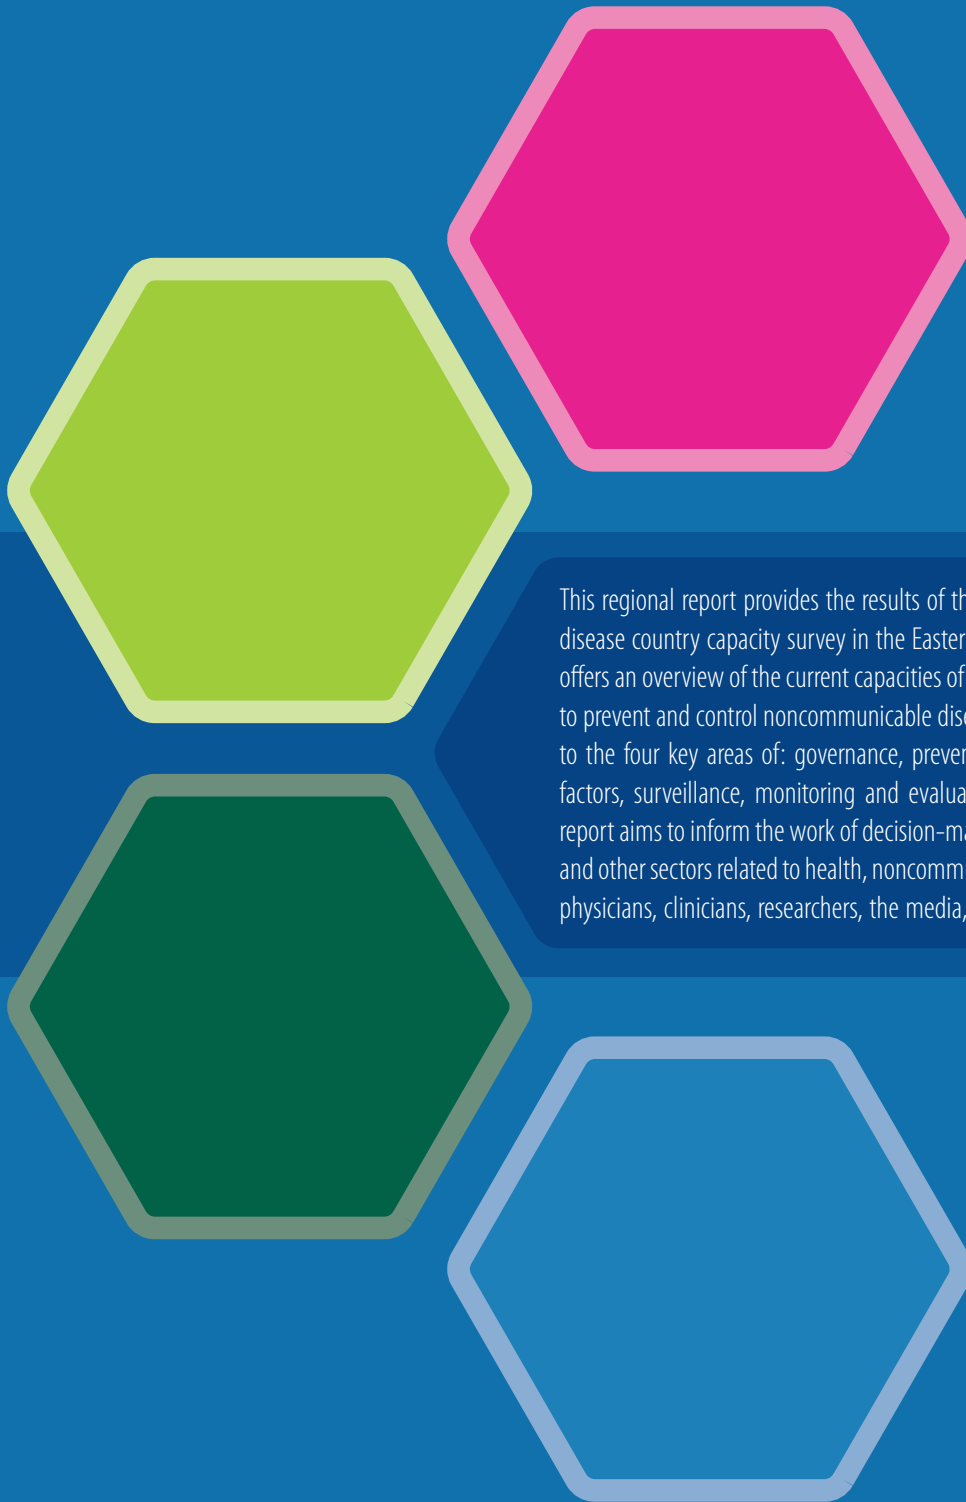 This regional report provides the results of th
disease country capacity survey in the Easter
offers an overview of the current capacities of
to prevent and control noncommunicable dise
to the four key areas of: governance, preven
factors, surveillance, monitoring and evalua
report aims to inform the work of decision-ma
and other sectors related to health, noncomm
physicians, clinicians, researchers, the media,